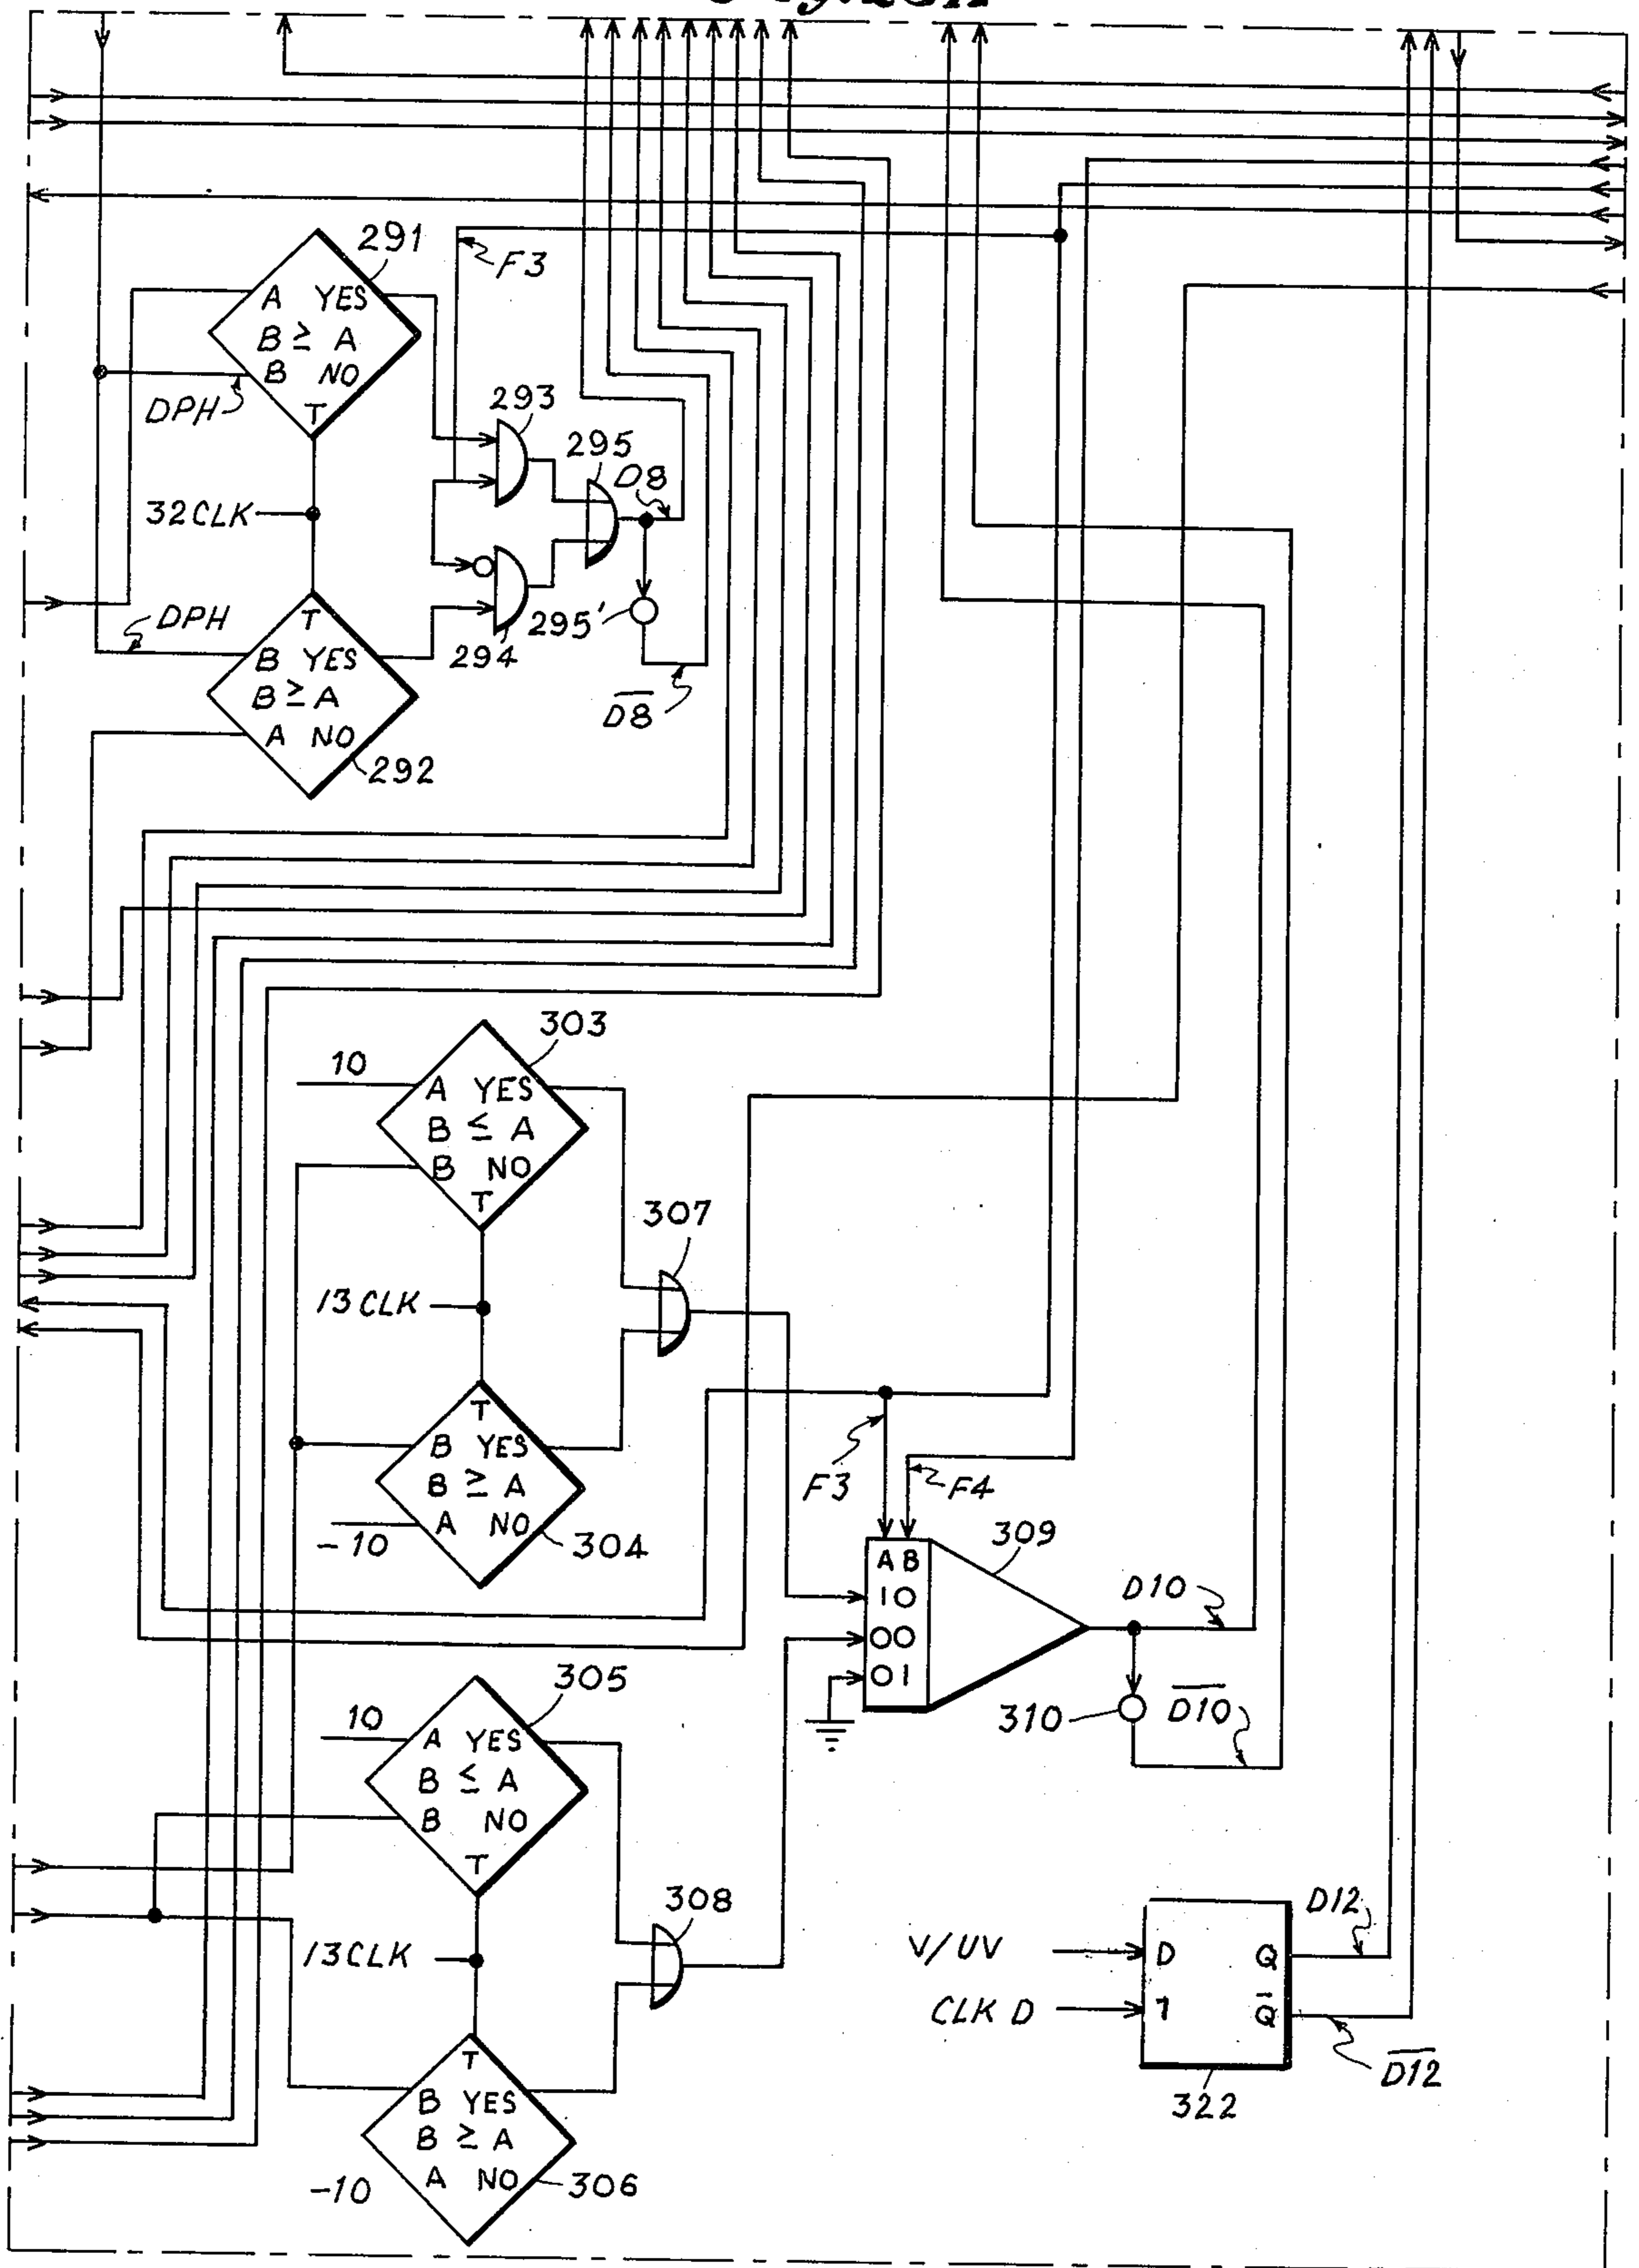 291
F3
A YES
B ≥ A
B NO
T
DPH
293
295
D8
32CLK
DPH
T
B YES
B ≥ A
A NO
292
294
295'
D8̅
303
10
A YES
B ≤ A
B NO
T
307
13 CLK
T
B YES
B ≥ A
A NO
-10
304
F3
F4
309
A B
10
00
01
D10
310
D10̅
305
10
A YES
B ≤ A
B NO
T
308
13CLK
T
B YES
B ≥ A
A NO
-10
306
V/UV
CLK D
D Q
T Q̅
D12
D12̅
322